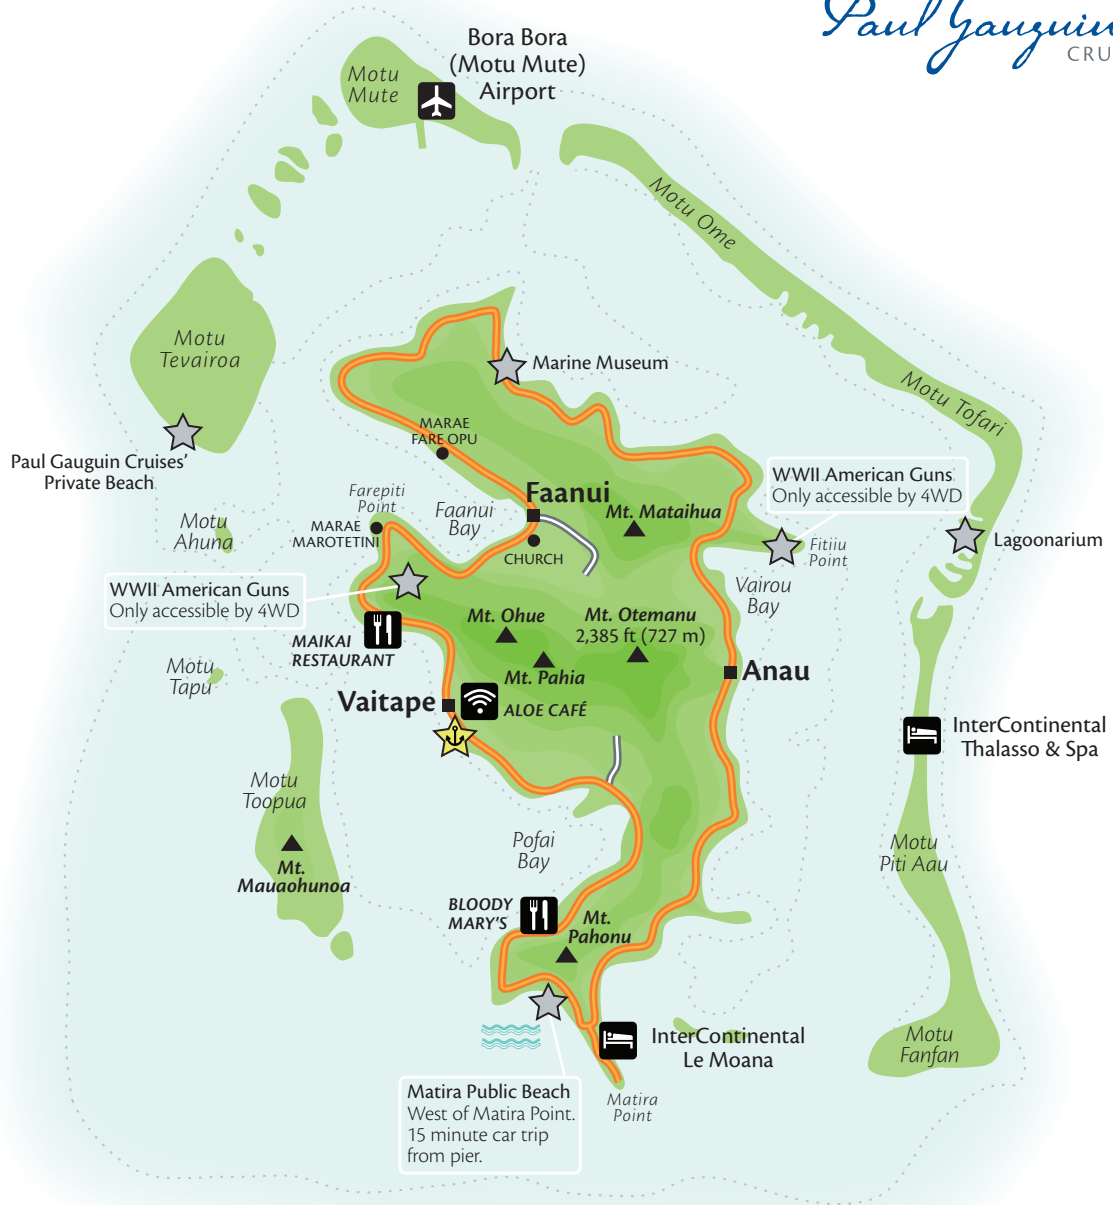 Paul Gauguin
CRU
Bora Bora
(Motu Mute)
Airport
Motu
Mute
Motu Ome
Motu
Tevairoa
Marine Museum
Motu Tofari
MARAE
FARE OPU
Paul Gauguin Cruises'
Private Beach
WWII American Guns
Only accessible by 4WD
Farepiti
Point
Faanui
Faanui
Bay
Mt. Mataihua
Motu
Ahuna
MARAE
MAROTETINI
Lagoonarium
Fitiiu
Point
CHURCH
Vairou
Bay
WWII American Guns
Only accessible by 4WD
Mt. Ohue
Mt. Otemanu
2,385 ft (727 m)
MAIKAI
RESTAURANT
Motu
Tapu
Mt. Pahia
Anau
Vaitape
ALOE CAFÉ
InterContinental
Thalasso & Spa
Motu
Toopua
Pofai
Bay
Motu
Piti Aau
Mt.
Mauaohunoa
BLOODY
MARY'S
Mt.
Pahonu
InterContinental
Le Moana
Motu
Fanfan
Matira Public Beach
West of Matira Point.
15 minute car trip
from pier.
Matira
Point